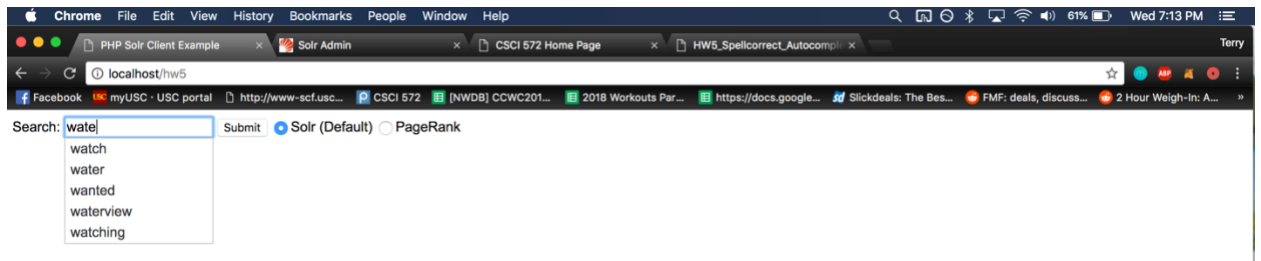 Chrome File Edit View History Bookmarks People Window Help 61% Wed 7:13 PM
PHP Solr Client Example × Solr Admin × CSCI 572 Home Page × HW5_Spellcorrect_Autocompl × Terry
localhost/hw5 ABP
Facebook USC myUSC · USC portal http://www-scf.usc... P CSCI 572 [NWDB] CCWC201... 2018 Workouts Par... https://docs.google... sd Slickdeals: The Bes... FMF: deals, discuss... 2 Hour Weigh-In: A... »
Search: wate Submit Solr (Default) PageRank
watch
water
wanted
waterview
watching